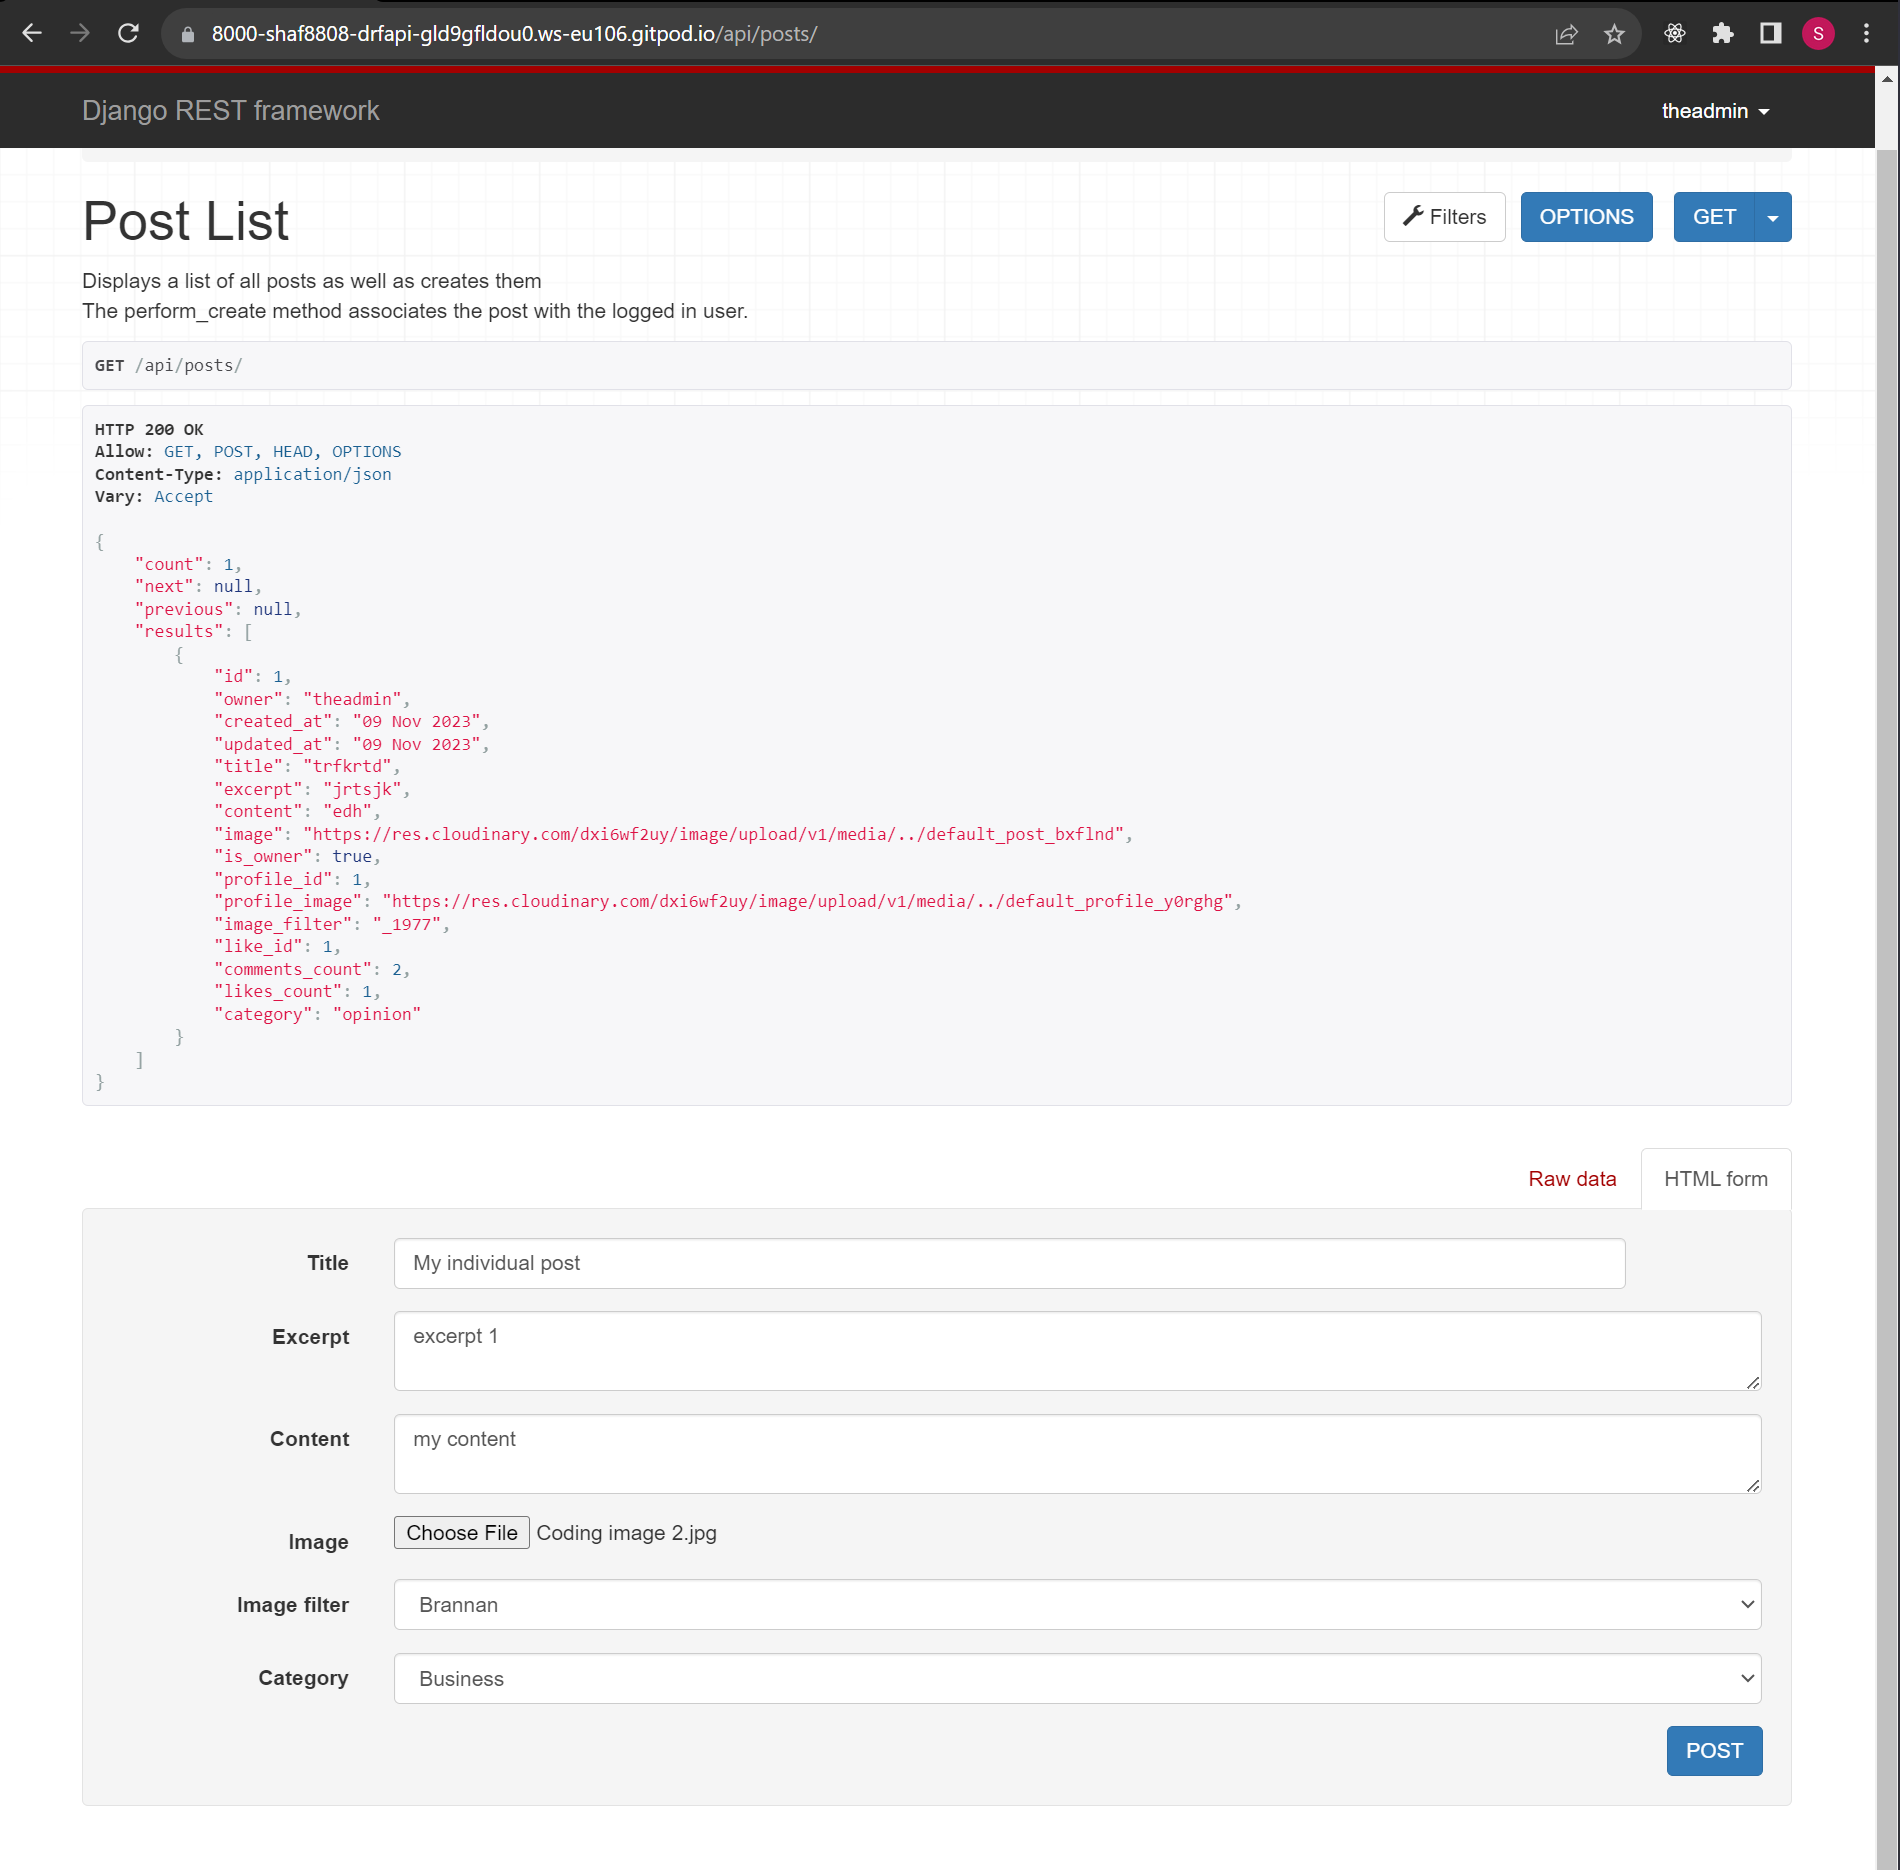 8000-shaf8808-drfapi-gld9gfldou0.ws-eu106.gitpod.io/api/posts/
S
Django REST framework
theadmin
Post List
Filters
OPTIONS
GET
Displays a list of all posts as well as creates them
The perform_create method associates the post with the logged in user.
GET /api/posts/
HTTP 200 OK
Allow: GET, POST, HEAD, OPTIONS
Content-Type: application/json
Vary: Accept
{
"count": 1,
"next": null,
"previous": null,
"results": [
{
"id": 1,
"owner": "theadmin",
"created_at": "09 Nov 2023",
"updated_at": "09 Nov 2023",
"title": "trfkrtd",
"excerpt": "jrtsjk",
"content": "edh",
"image": "https://res.cloudinary.com/dxi6wf2uy/image/upload/v1/media/../default_post_bxflnd",
"is_owner": true,
"profile_id": 1,
"profile_image": "https://res.cloudinary.com/dxi6wf2uy/image/upload/v1/media/../default_profile_y0rghg",
"image_filter": "_1977",
"like_id": 1,
"comments_count": 2,
"likes_count": 1,
"category": "opinion"
}
]
}
Raw data
HTML form
Title
My individual post
Excerpt
excerpt 1
Content
my content
Image
Choose File Coding image 2.jpg
Image filter
Brannan
Category
Business
POST